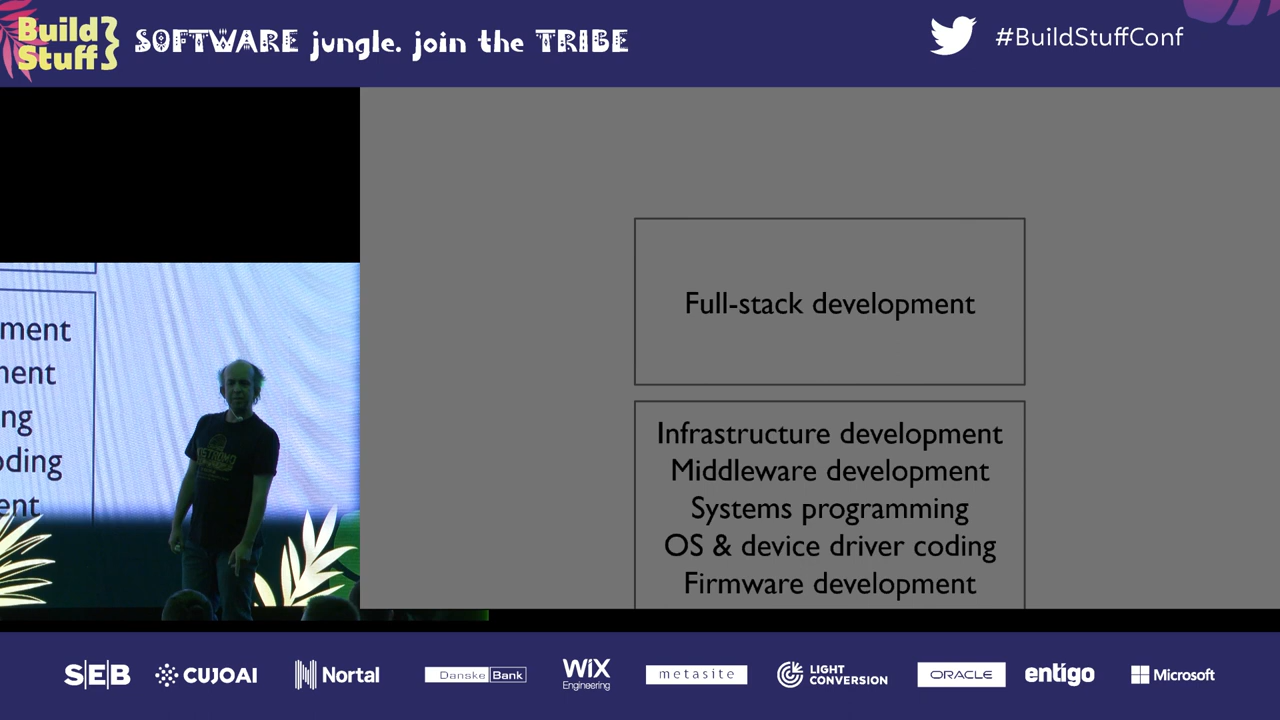 Build
Stuff
SOFTWARE jungle. join the TRIBE
#BuildStuffConf
Full-stack development
Infrastructure development
Middleware development
Systems programming
OS & device driver coding
Firmware development
ment
ment
ng
oding
ent
SEB
CUJOAI
Nortal
Danske Bank
WiX
Engineering
metasite
LIGHT
CONVERSION
ORACLE
entigo
Microsoft